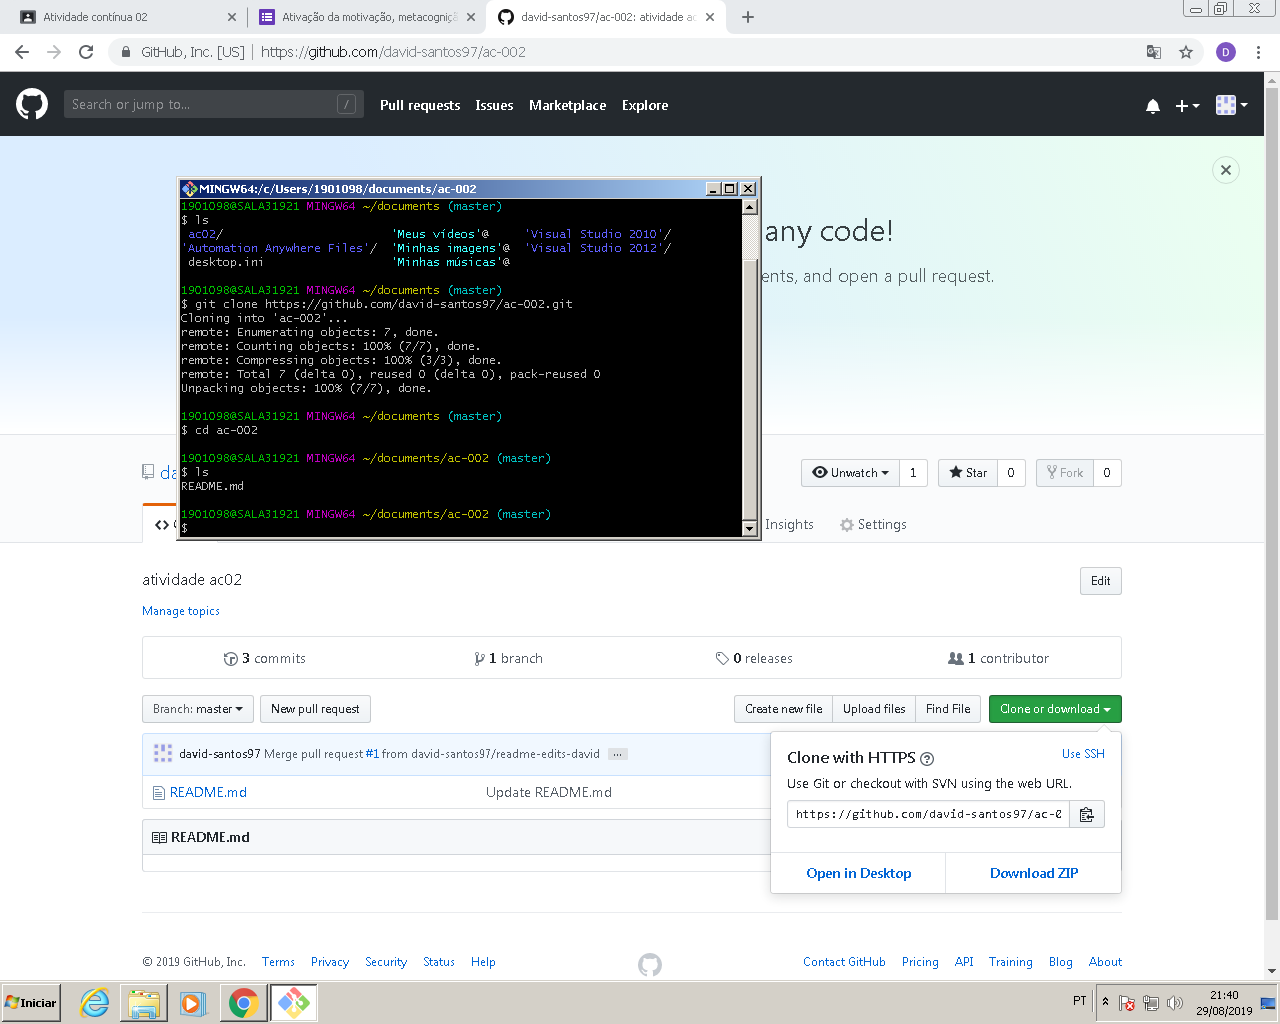 Atividade contínua 02
Ativação da motivação, metacogniçã
david-santos97/ac-002: atividade ac
GitHub, Inc. [US]
https://github.com/david-santos97/ac-002
D
Search or jump to...
/
Pull requests
Issues
Marketplace
Explore
any code!
ents, and open a pull request.
MINGW64:/c/Users/1901098/documents/ac-002
1901098@SALA31921 MINGW64 ~/documents (master)
$ ls
ac02/ 'Meus vídeos'@ 'Visual Studio 2010'/
'Automation Anywhere Files'/ 'Minhas imagens'@ 'Visual Studio 2012'/
desktop.ini 'Minhas músicas'@
1901098@SALA31921 MINGW64 ~/documents (master)
$ git clone https://github.com/david-santos97/ac-002.git
Cloning into 'ac-002'...
remote: Enumerating objects: 7, done.
remote: Counting objects: 100% (7/7), done.
remote: Compressing objects: 100% (3/3), done.
remote: Total 7 (delta 0), reused 0 (delta 0), pack-reused 0
Unpacking objects: 100% (7/7), done.
1901098@SALA31921 MINGW64 ~/documents (master)
$ cd ac-002
1901098@SALA31921 MINGW64 ~/documents/ac-002 (master)
$ ls
README.md
1901098@SALA31921 MINGW64 ~/documents/ac-002 (master)
$
da
Unwatch 1
Star 0
Fork 0
Insights
Settings
atividade ac02
Edit
Manage topics
3 commits
1 branch
0 releases
1 contributor
Branch: master
New pull request
Create new file
Upload files
Find File
Clone or download
david-santos97 Merge pull request #1 from david-santos97/readme-edits-david ...
README.md
Update README.md
README.md
Clone with HTTPS
Use SSH
Use Git or checkout with SVN using the web URL.
https://github.com/david-santos97/ac-0
Open in Desktop
Download ZIP
© 2019 GitHub, Inc.
Terms
Privacy
Security
Status
Help
Contact GitHub
Pricing
API
Training
Blog
About
Iniciar
PT
21:40
29/08/2019